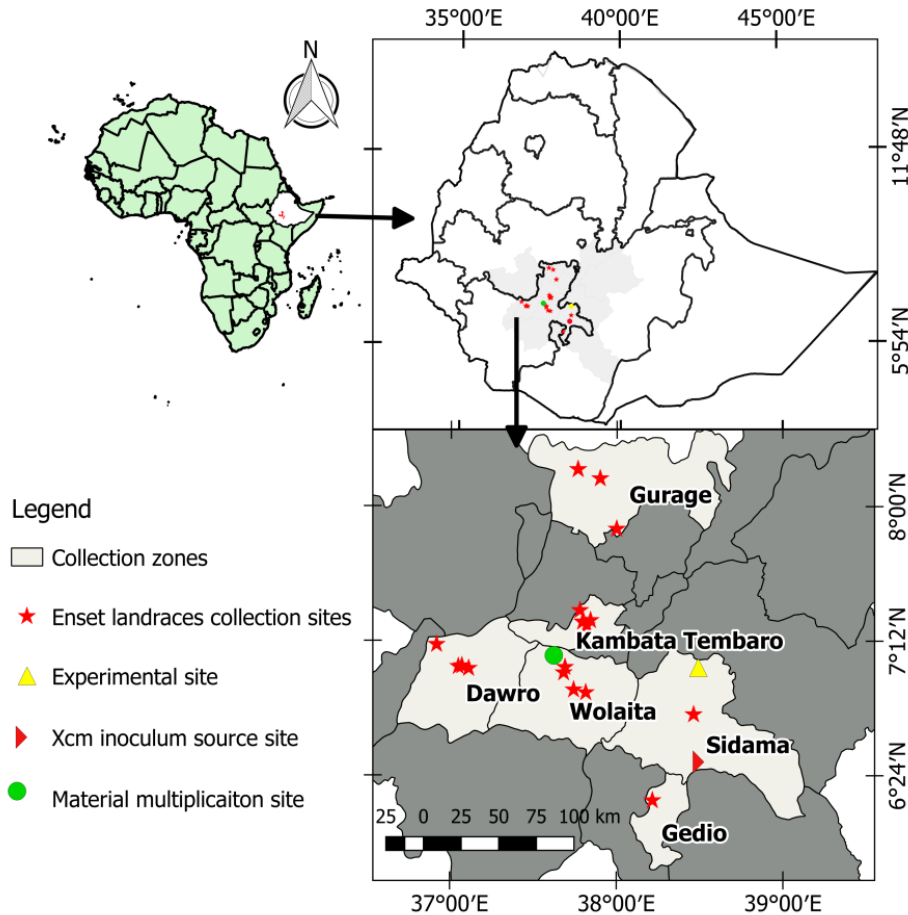 35°00′E 40°00′E 45°00′E
N
11°48′N
5°54′N
Legend
Collection zones
Enset landraces collection sites
Experimental site
Xcm inoculum source site
Material multiplicaiton site
Gurage
Kambata Tembaro
Dawro
Wolaita
Sidama
Gedio
8°00′N
7°12′N
6°24′N
25 0 25 50 75 100 km
37°00′E 38°00′E 39°00′E